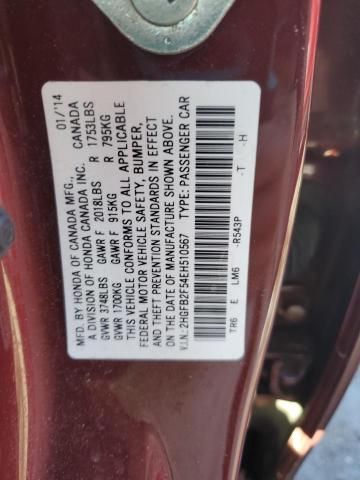 MFD. BY HONDA OF CANADA MFG., 01/'14
A DIVISION OF HONDA CANADA INC. CANADA
GVWR 3748LBS GAWR F 2018LBS R 1753LBS
GVWR 1700KG GAWR F 915KG R 795KG
THIS VEHICLE CONFORMS TO ALL APPLICABLE
FEDERAL MOTOR VEHICLE SAFETY, BUMPER,
AND THEFT PREVENTION STANDARDS IN EFFECT
ON THE DATE OF MANUFACTURE SHOWN ABOVE.
V.I.N.:2HGFB2F54EH510567 TYPE: PASSENGER CAR
TR6 E LM6 -R543P -T -H